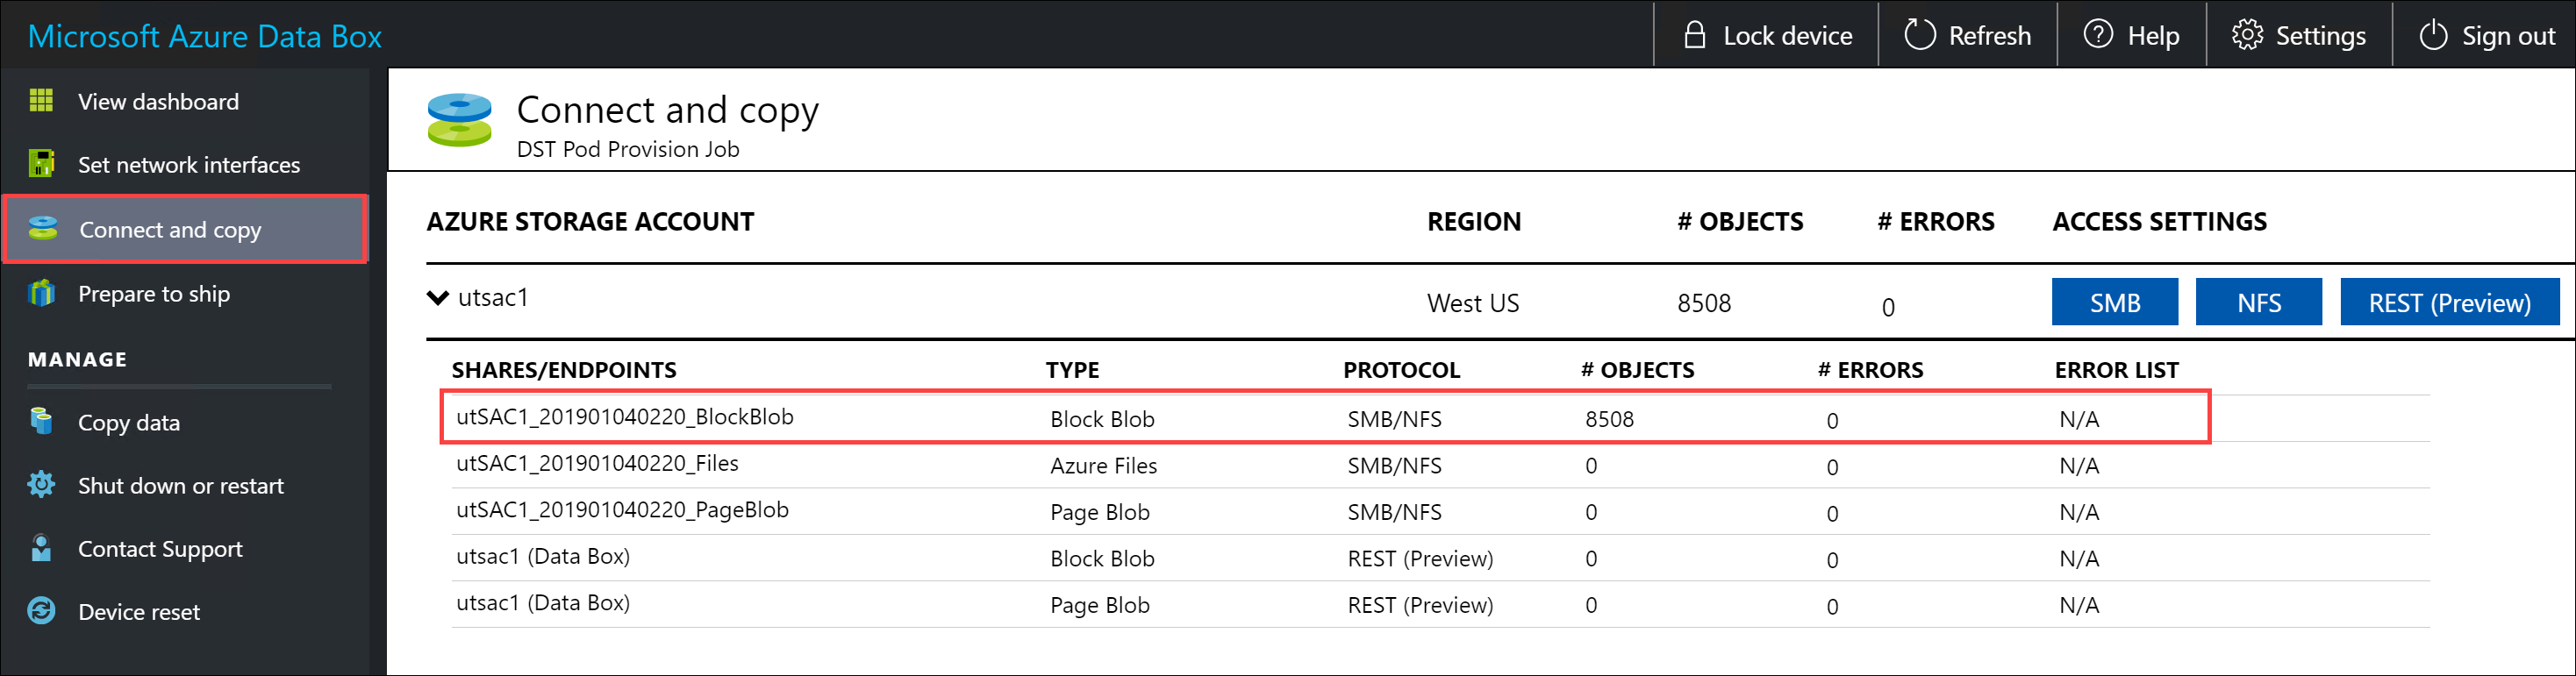 Microsoft Azure Data Box
Lock device
Refresh
Help
Settings
Sign out
View dashboard
Set network interfaces
Connect and copy
Prepare to ship
MANAGE
Copy data
Shut down or restart
Contact Support
Device reset
Connect and copy
DST Pod Provision Job
AZURE STORAGE ACCOUNT REGION # OBJECTS # ERRORS ACCESS SETTINGS
utsac1 West US 8508 0 SMB NFS REST (Preview)
SHARES/ENDPOINTS TYPE PROTOCOL # OBJECTS # ERRORS ERROR LIST
utSAC1_201901040220_BlockBlob Block Blob SMB/NFS 8508 0 N/A
utSAC1_201901040220_Files Azure Files SMB/NFS 0 0 N/A
utSAC1_201901040220_PageBlob Page Blob SMB/NFS 0 0 N/A
utsac1 (Data Box) Block Blob REST (Preview) 0 0 N/A
utsac1 (Data Box) Page Blob REST (Preview) 0 0 N/A